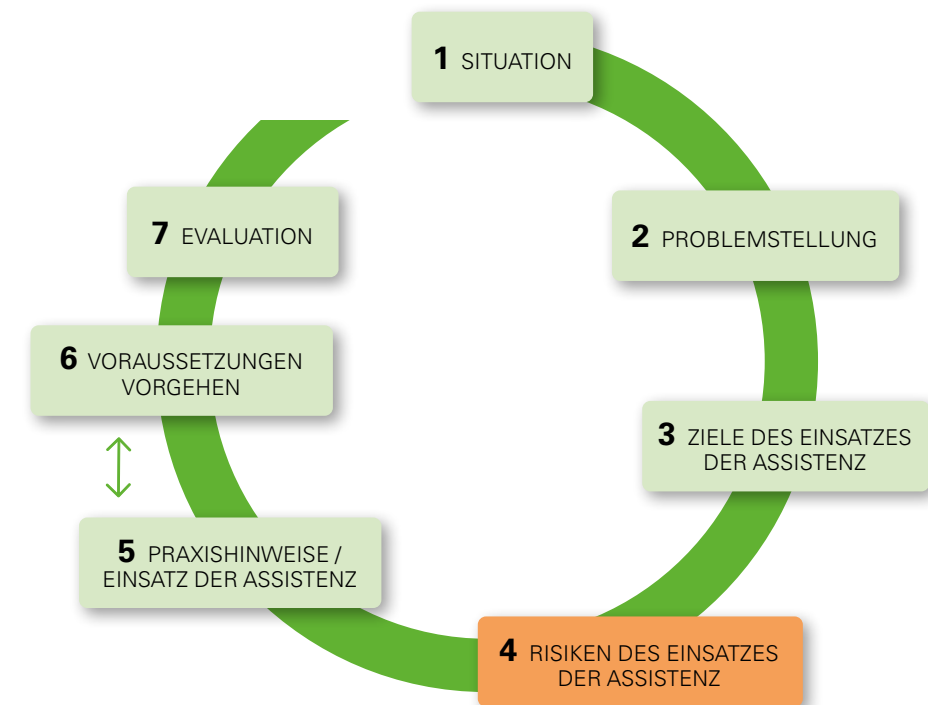 1 SITUATION
2 PROBLEMSTELLUNG
3 ZIELE DES EINSATZES
DER ASSISTENZ
4 RISIKEN DES EINSATZES
DER ASSISTENZ
5 PRAXISHINWEISE /
EINSATZ DER ASSISTENZ
6 VORAUSSETZUNGEN
VORGEHEN
7 EVALUATION